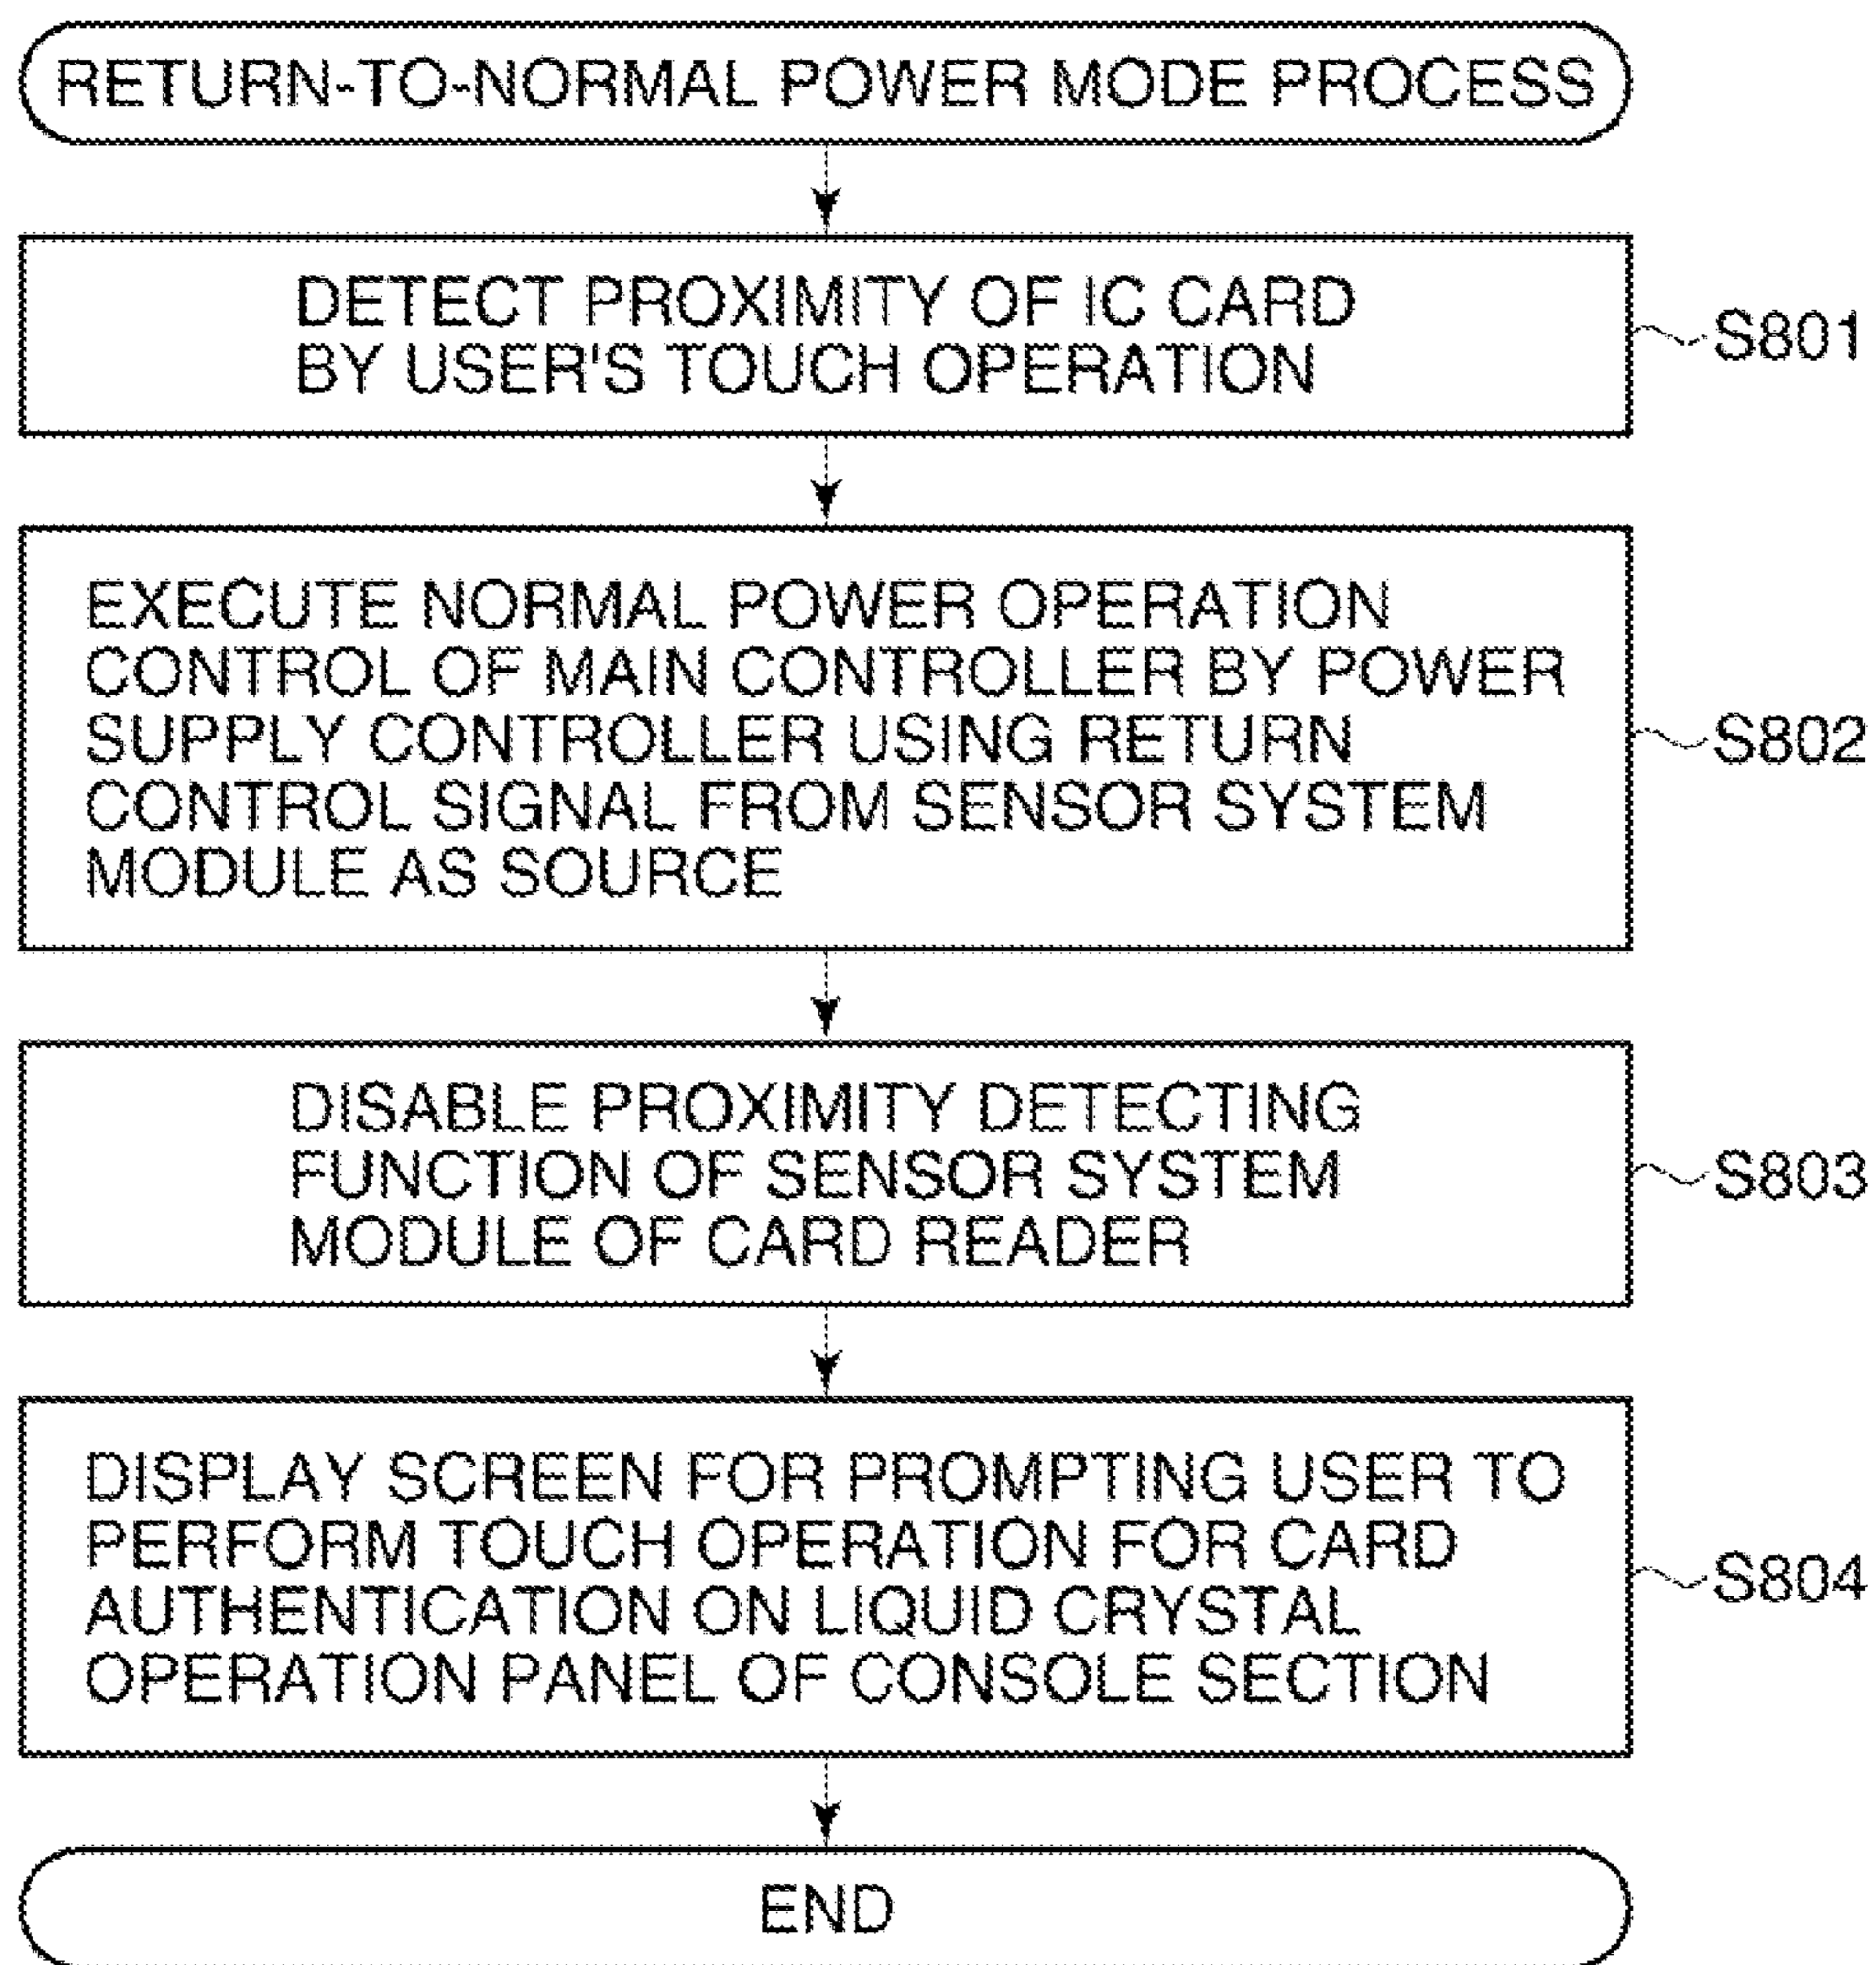 RETURN-TO-NORMAL POWER MODE PROCESS
DETECT PROXIMITY OF IC CARD
BY USER'S TOUCH OPERATION
S801
EXECUTE NORMAL POWER OPERATION
CONTROL OF MAIN CONTROLLER BY POWER
SUPPLY CONTROLLER USING RETURN
CONTROL SIGNAL FROM SENSOR SYSTEM
MODULE AS SOURCE
S802
DISABLE PROXIMITY DETECTING
FUNCTION OF SENSOR SYSTEM
MODULE OF CARD READER
S803
DISPLAY SCREEN FOR PROMPTING USER TO
PERFORM TOUCH OPERATION FOR CARD
AUTHENTICATION ON LIQUID CRYSTAL
OPERATION PANEL OF CONSOLE SECTION
S804
END